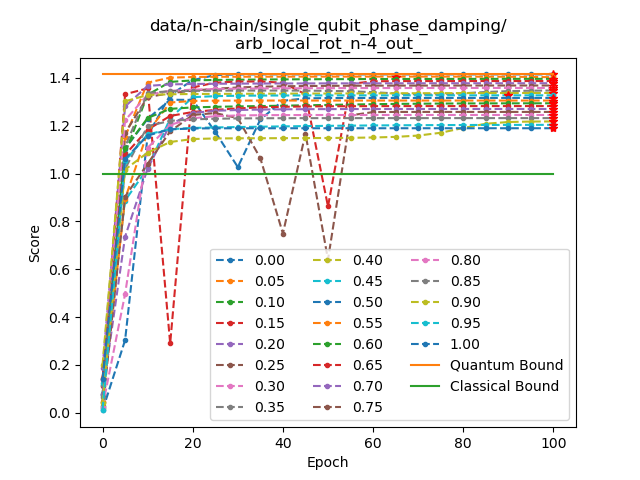 data/n-chain/single_qubit_phase_damping/
arb_local_rot_n-4_out_
Score
1.4
1.2
1.0
0.8
0.6
0.4
0.2
0.0
0.00 0.40 0.80
0.05 0.45 0.85
0.10 0.50 0.90
0.15 0.55 0.95
0.20 0.60 1.00
0.25 0.65 Quantum Bound
0.30 0.70 Classical Bound
0.35 0.75
0 20 40 60 80 100
Epoch